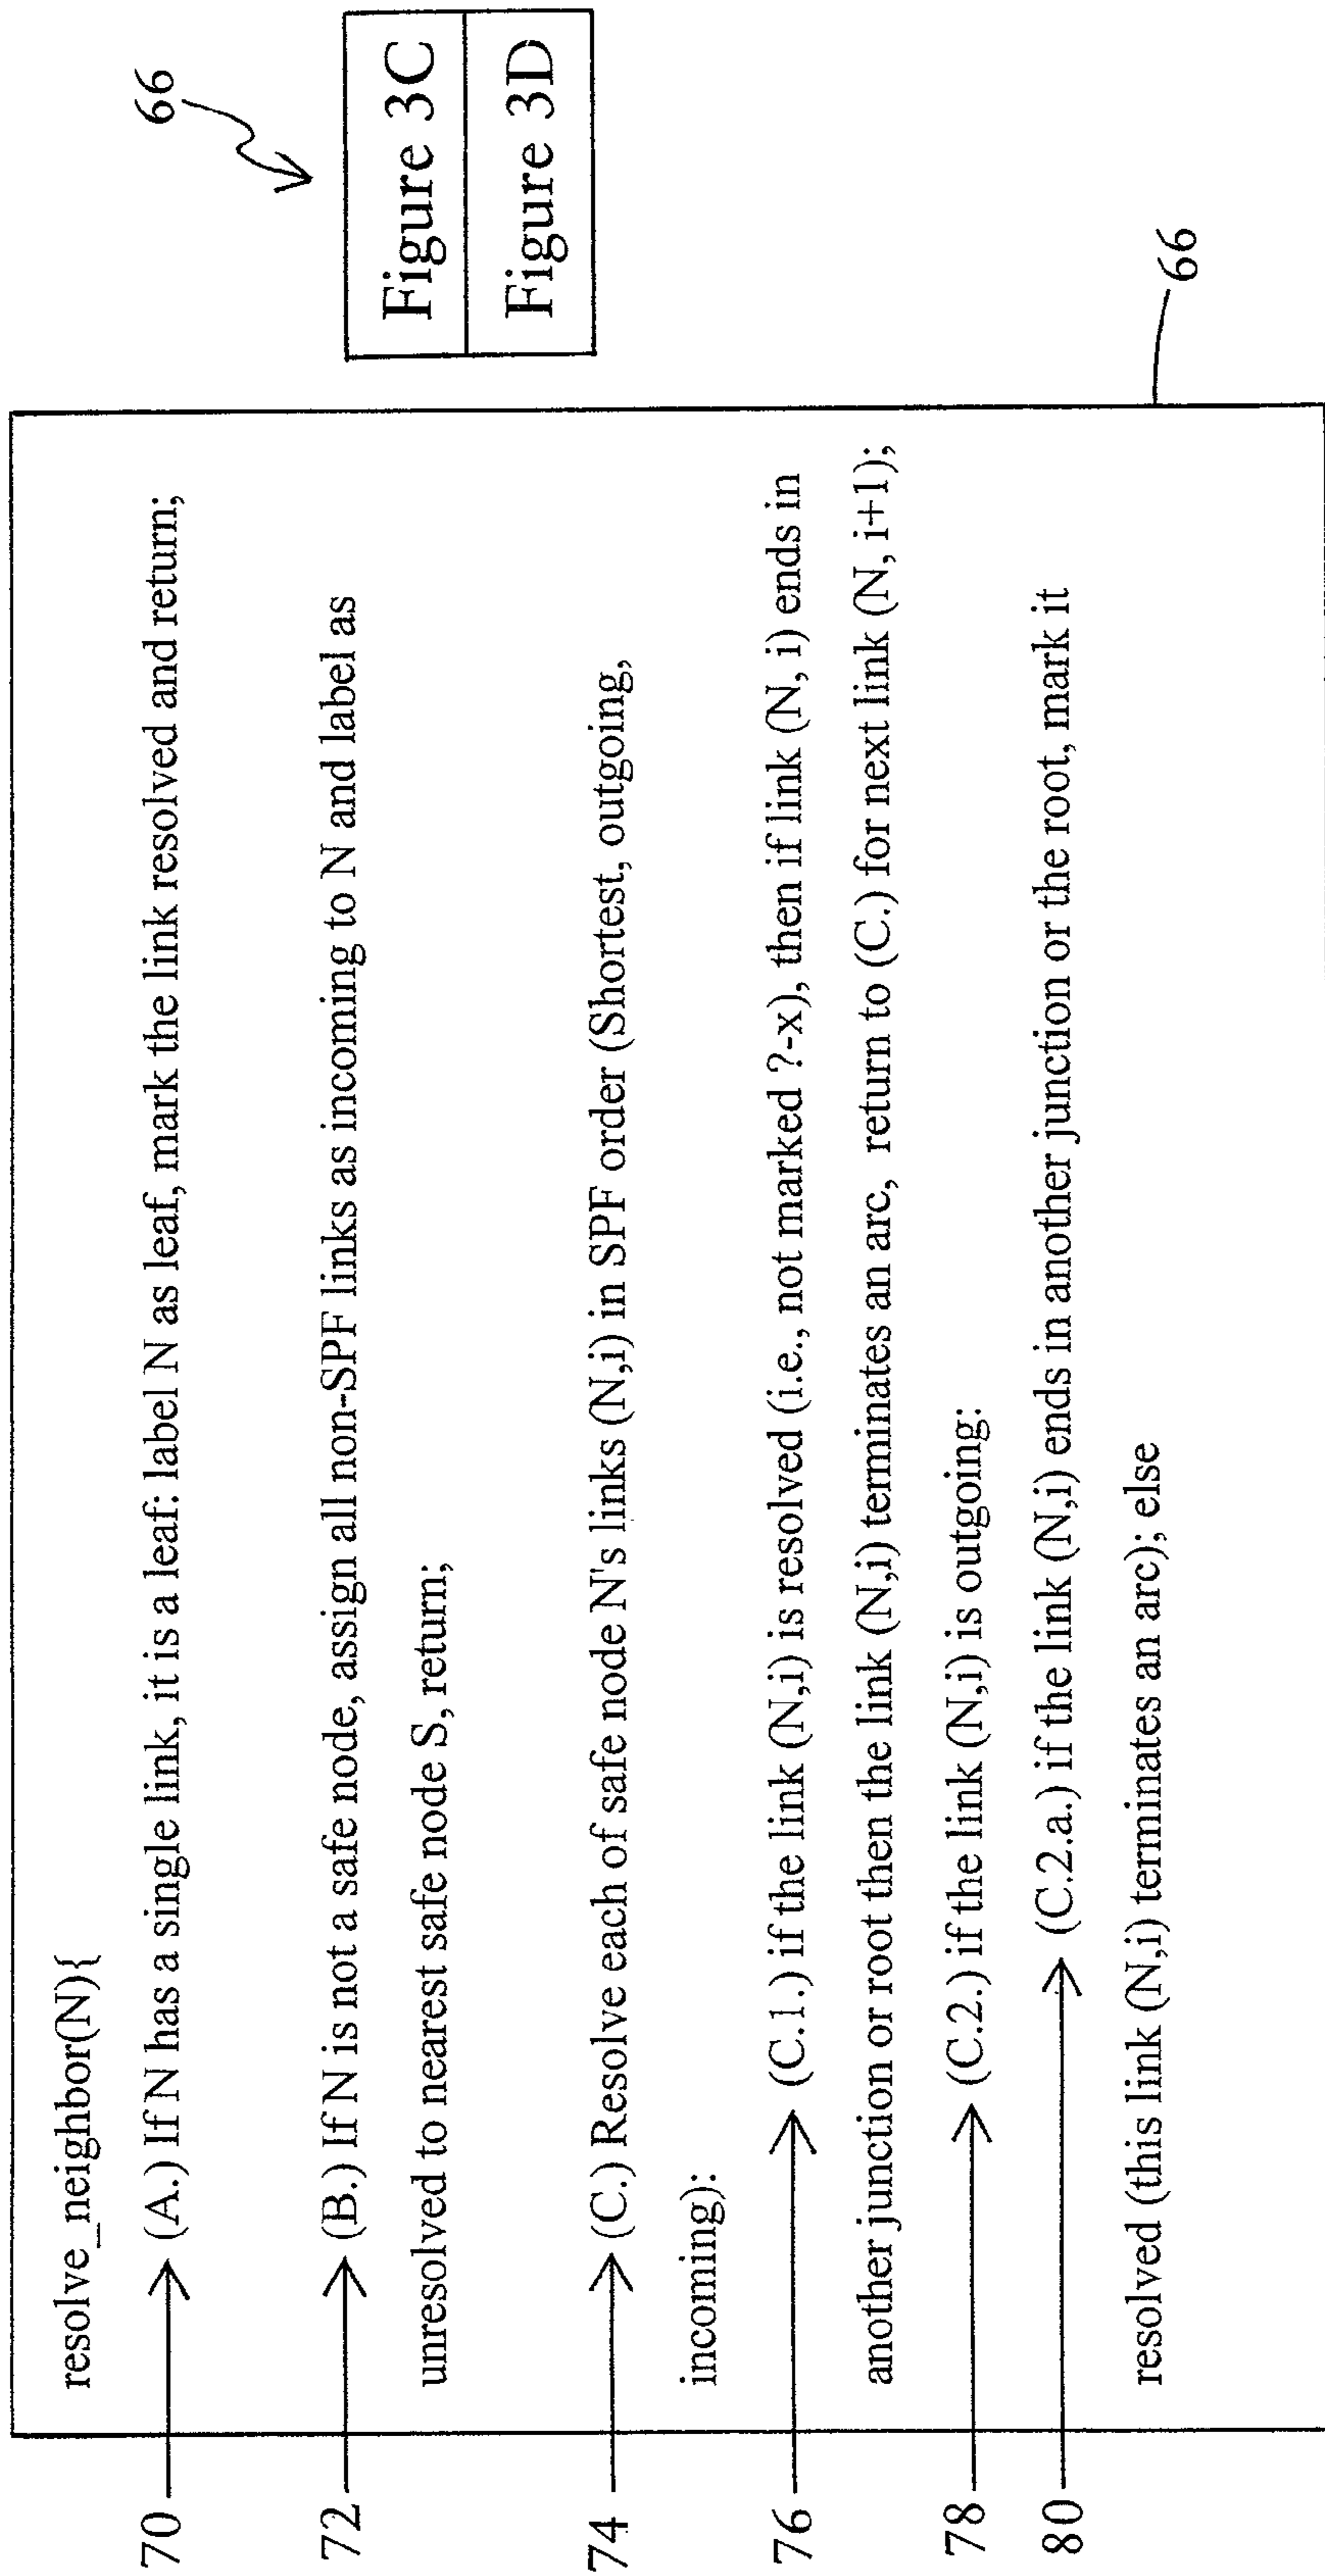 66
Figure 3C
Figure 3D
66
resolve_neighbor(N){
70 (A.) If N has a single link, it is a leaf: label N as leaf, mark the link resolved and return;
72 (B.) If N is not a safe node, assign all non-SPF links as incoming to N and label as
unresolved to nearest safe node S, return;
74 (C.) Resolve each of safe node N's links (N,i) in SPF order (Shortest, outgoing,
incoming):
76 (C.1.) if the link (N,i) is resolved (i.e., not marked ?-x), then if link (N, i) ends in
another junction or root then the link (N,i) terminates an arc, return to (C.) for next link (N, i+1);
78 (C.2.) if the link (N,i) is outgoing:
80 (C.2.a.) if the link (N,i) ends in another junction or the root, mark it
resolved (this link (N,i) terminates an arc); else